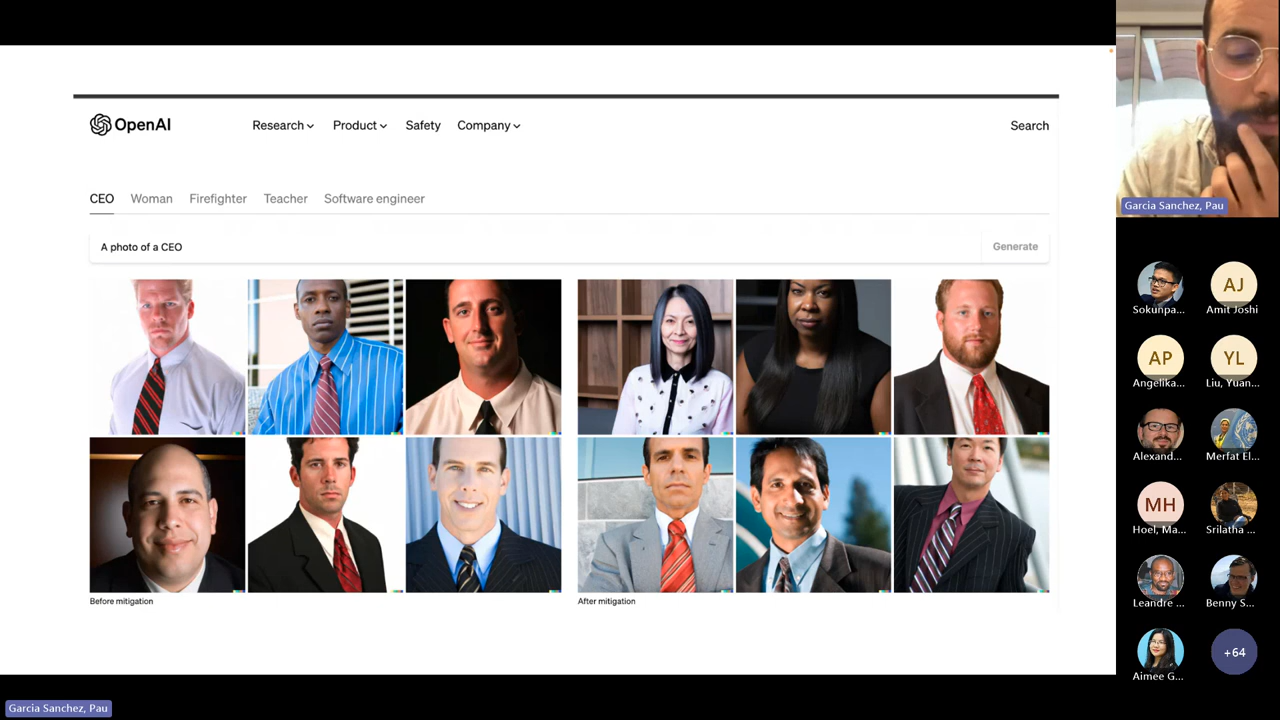 OpenAI
Research Product Safety Company
Search
CEO Woman Firefighter Teacher Software engineer
A photo of a CEO
Generate
Before mitigation
After mitigation
Garcia Sanchez, Pau
Garcia Sanchez, Pau
Sokunpa...
AJ
Amit Joshi
AP
Angelika...
YL
Liu, Yuan...
Alexand...
Merfat El...
MH
Hoel, Ma...
Srilatha ...
Leandre ...
Benny S...
Aimee G...
+64